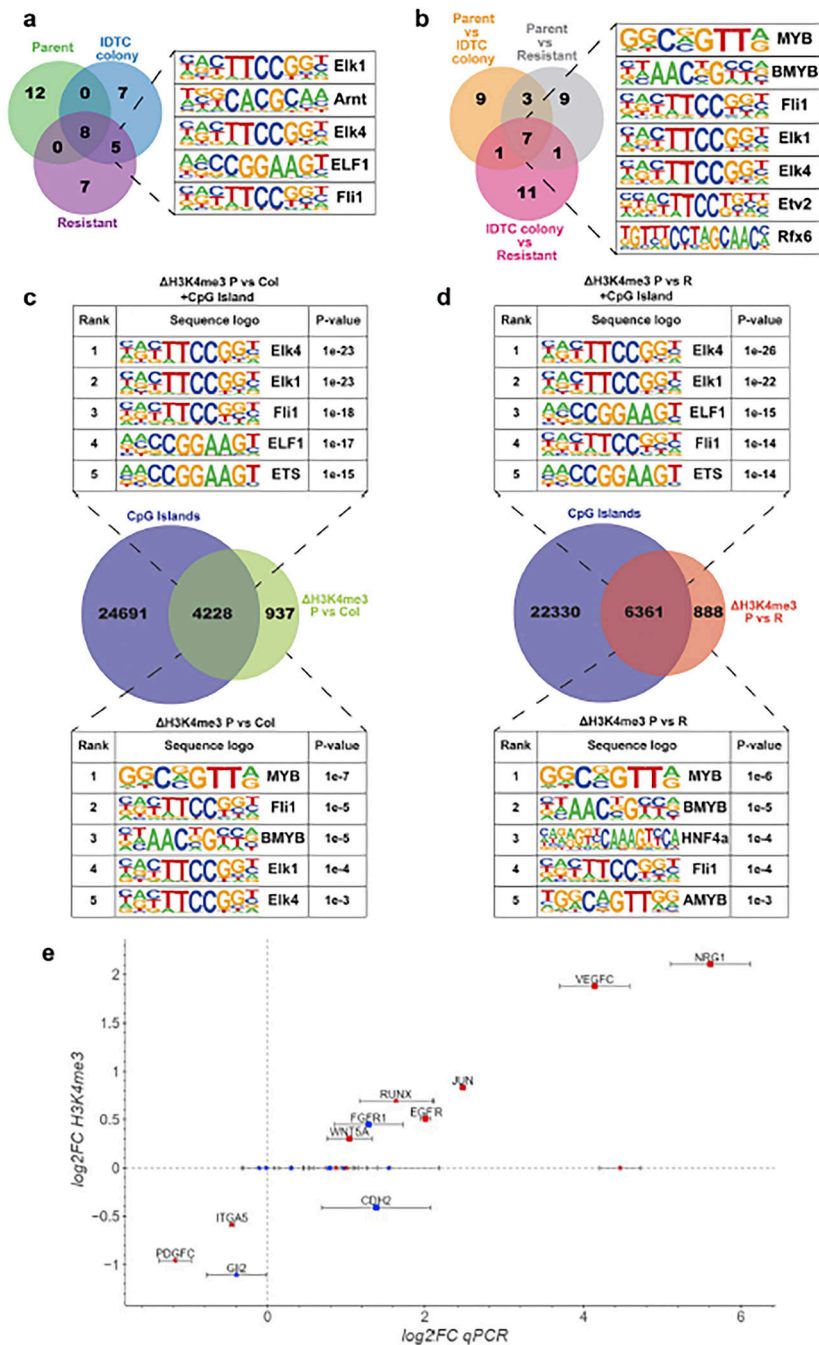 a
Parent
IDTC
colony
12
0
7
8
0
5
7
Resistant
Elk1
Arnt
Elk4
ELF1
Fli1
b
Parent
vs IDTC
colony
Parent
vs
Resistant
9
3
9
7
1
1
11
IDTC colony
vs
Resistant
MYB
BMYB
Fli1
Elk1
Elk4
Etv2
Rfx6
c
ΔH3K4me3 P vs Col
+CpG Island
Rank Sequence logo P-value
1 Elk4 1e-23
2 Elk1 1e-23
3 Fli1 1e-18
4 ELF1 1e-17
5 ETS 1e-15
CpG Islands
24691 4228 937
ΔH3K4me3
P vs Col
ΔH3K4me3 P vs Col
Rank Sequence logo P-value
1 MYB 1e-7
2 Fli1 1e-5
3 BMYB 1e-5
4 Elk1 1e-4
5 Elk4 1e-3
d
ΔH3K4me3 P vs R
+CpG Island
Rank Sequence logo P-value
1 Elk4 1e-26
2 Elk1 1e-22
3 ELF1 1e-15
4 Fli1 1e-14
5 ETS 1e-14
CpG Islands
22330 6361 888
ΔH3K4me3
P vs R
ΔH3K4me3 P vs R
Rank Sequence logo P-value
1 MYB 1e-6
2 BMYB 1e-5
3 HNF4a 1e-4
4 Fli1 1e-4
5 AMYB 1e-3
e
log2FC H3K4me3
2
1.5
1
0.5
0
−0.5
−1
NRG1
VEGFC
JUN
RUNX
EGFR
FGFR1
WNT5A
CDH2
ITGA5
PDGFC
Gli2
0 2 4 6
log2FC qPCR